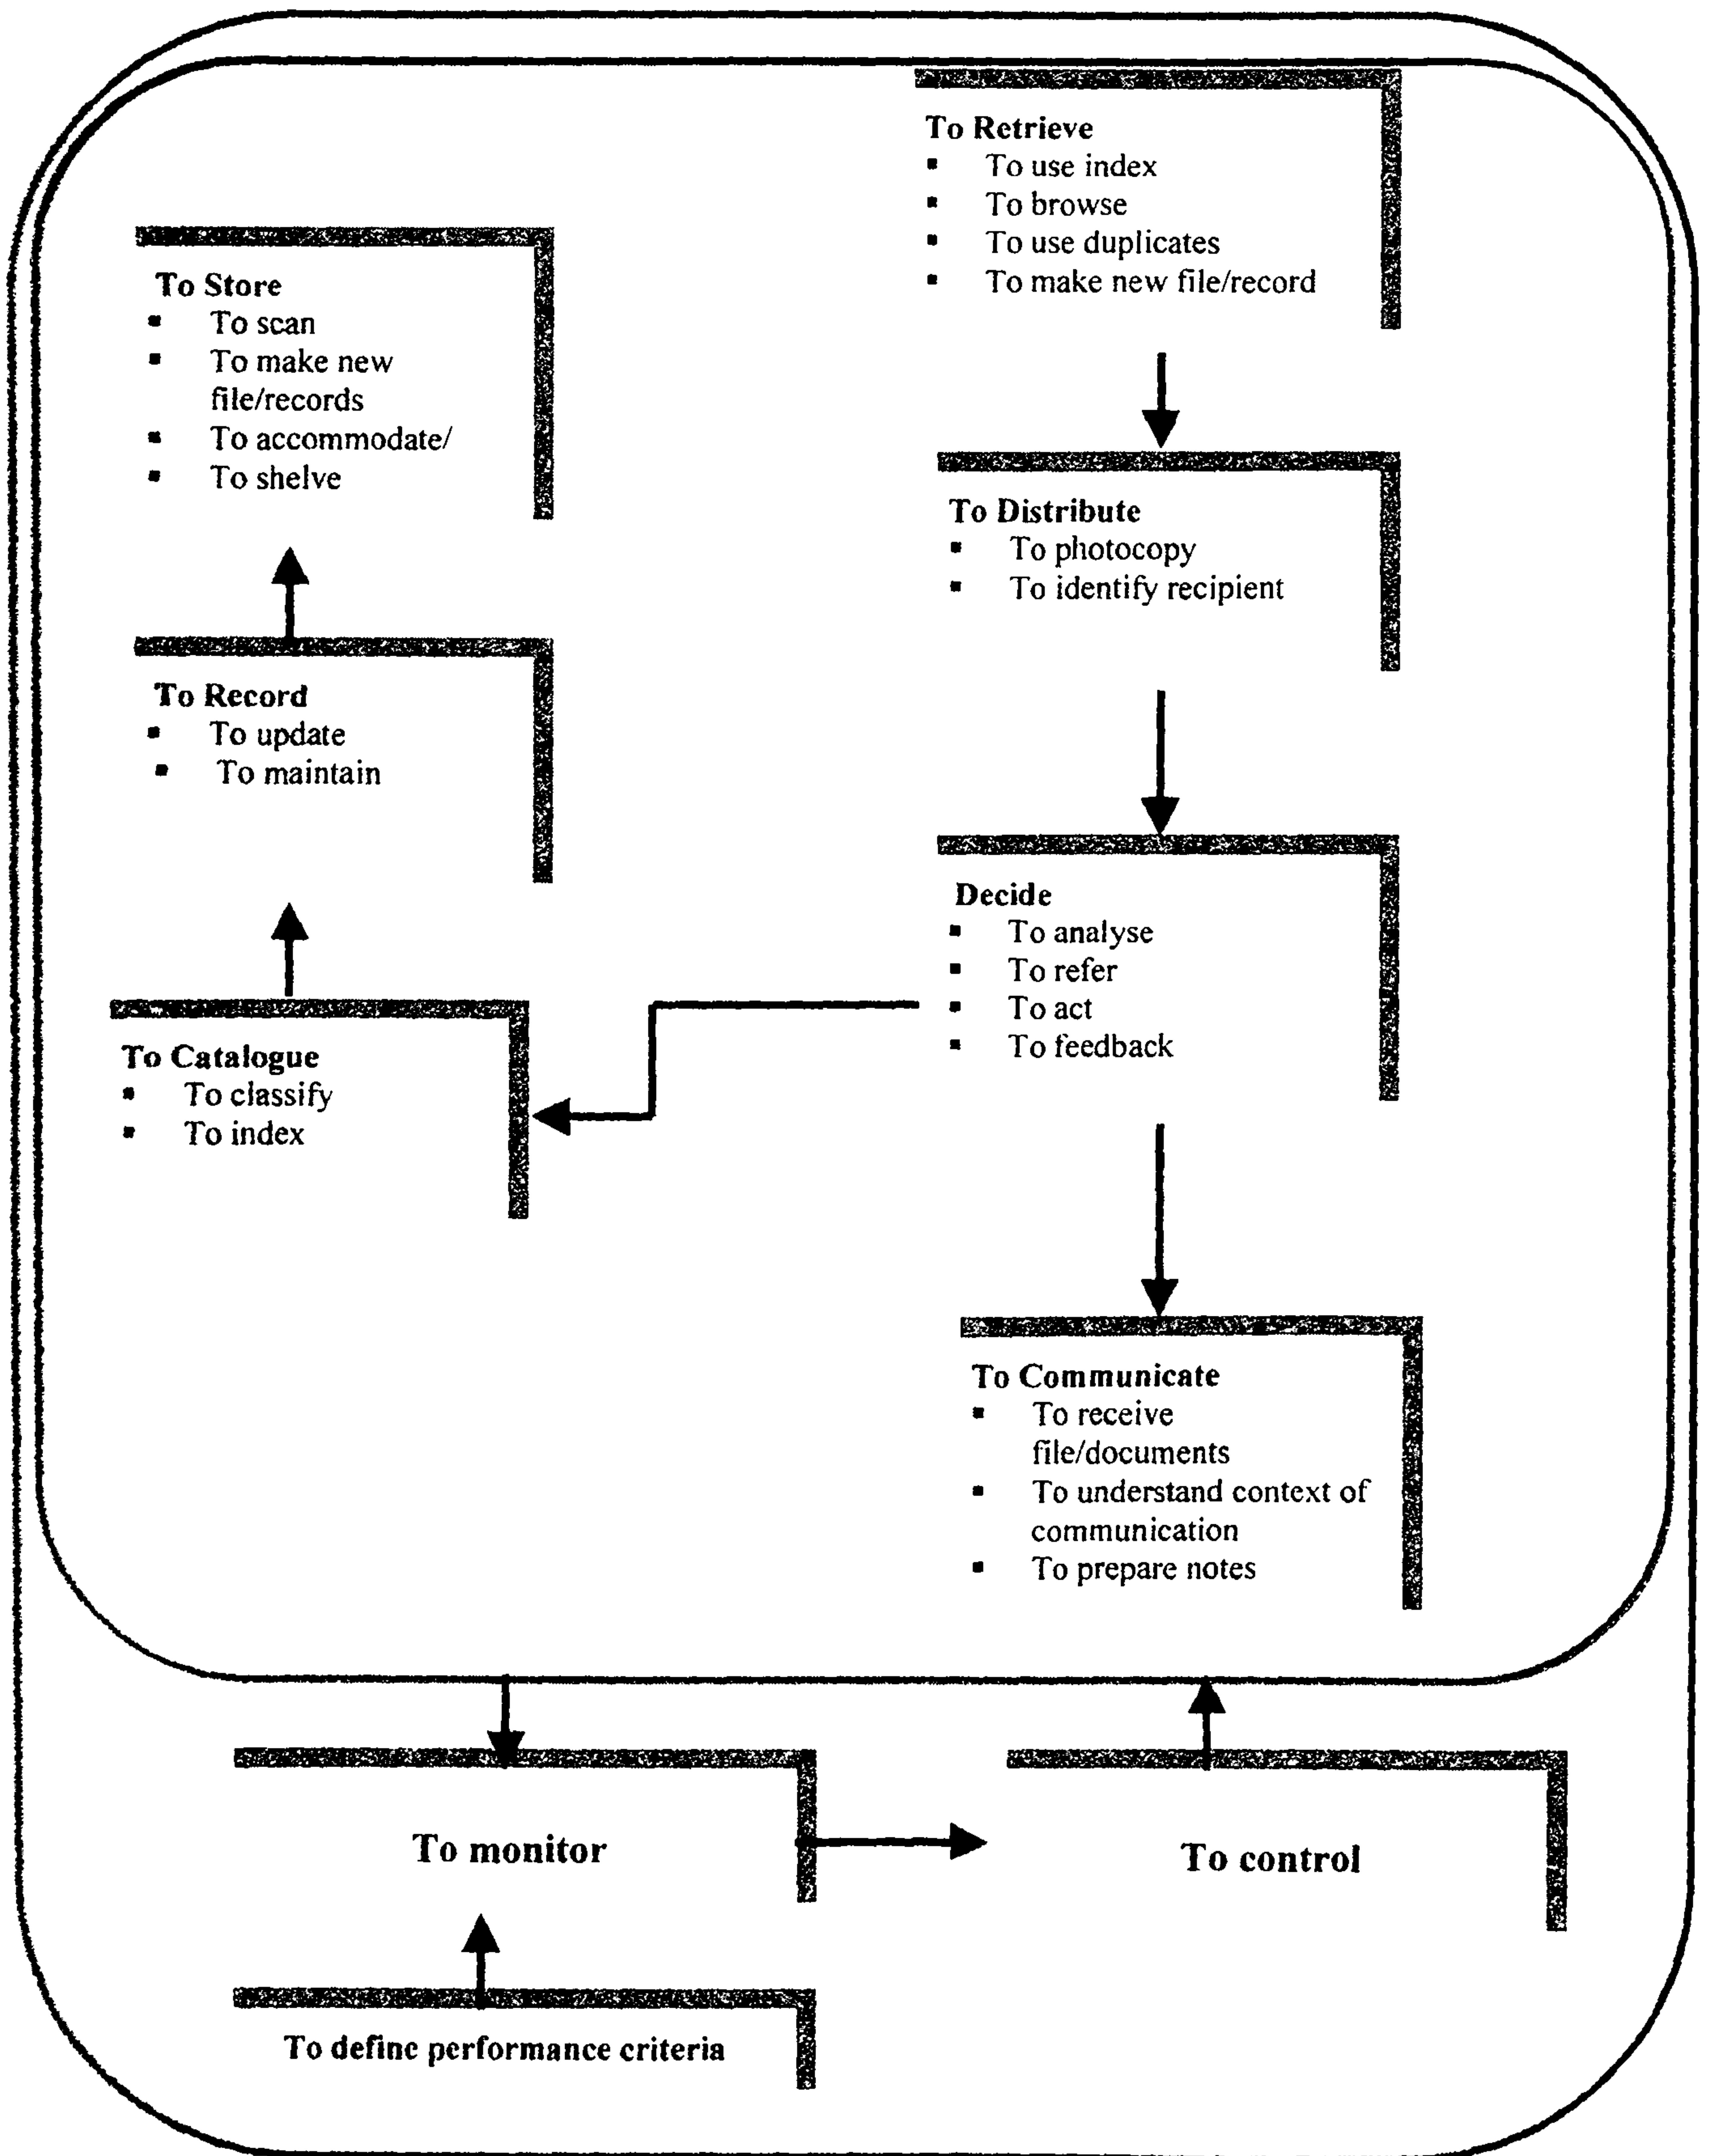 To Retrieve
▪ To use index
▪ To browse
▪ To use duplicates
▪ To make new file/record
To Store
▪ To scan
▪ To make new
file/records
▪ To accommodate/
▪ To shelve
To Distribute
▪ To photocopy
▪ To identify recipient
To Record
▪ To update
▪ To maintain
Decide
▪ To analyse
▪ To refer
▪ To act
▪ To feedback
To Catalogue
▪ To classify
▪ To index
To Communicate
▪ To receive
file/documents
▪ To understand context of
communication
▪ To prepare notes
To monitor
To control
To define performance criteria